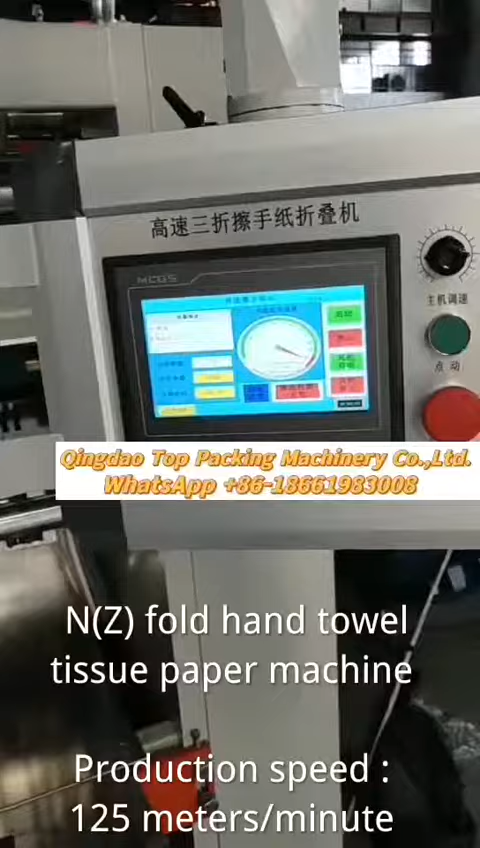 高速三折擦手纸折叠机
MCGS
主机调速
点动
Qingdao Top Packing Machinery Co.,Ltd.
WhatsApp +86-18661983008
N(Z) fold hand towel
tissue paper machine
Production speed :
125 meters/minute